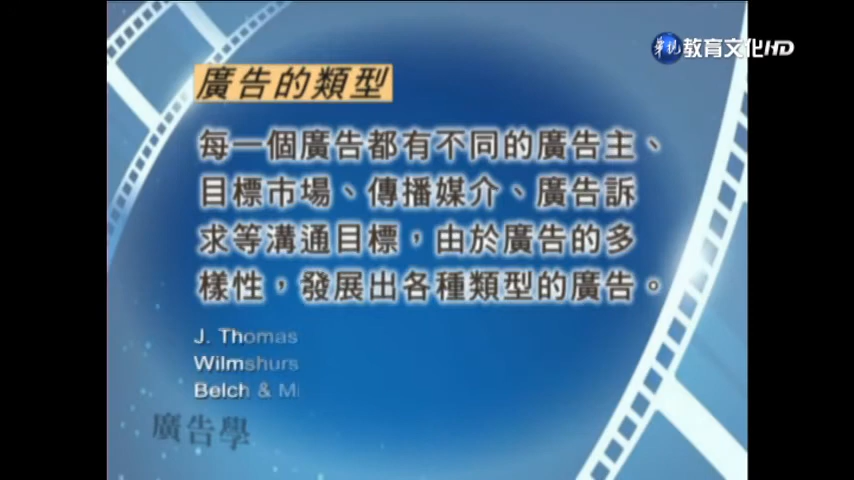 華視 教育文化HD
廣告的類型
每一個廣告都有不同的廣告主、
目標市場、傳播媒介、廣告訴
求等溝通目標，由於廣告的多
樣性，發展出各種類型的廣告。
J. Thomas
Wilmshurs
Belch & M
廣告學